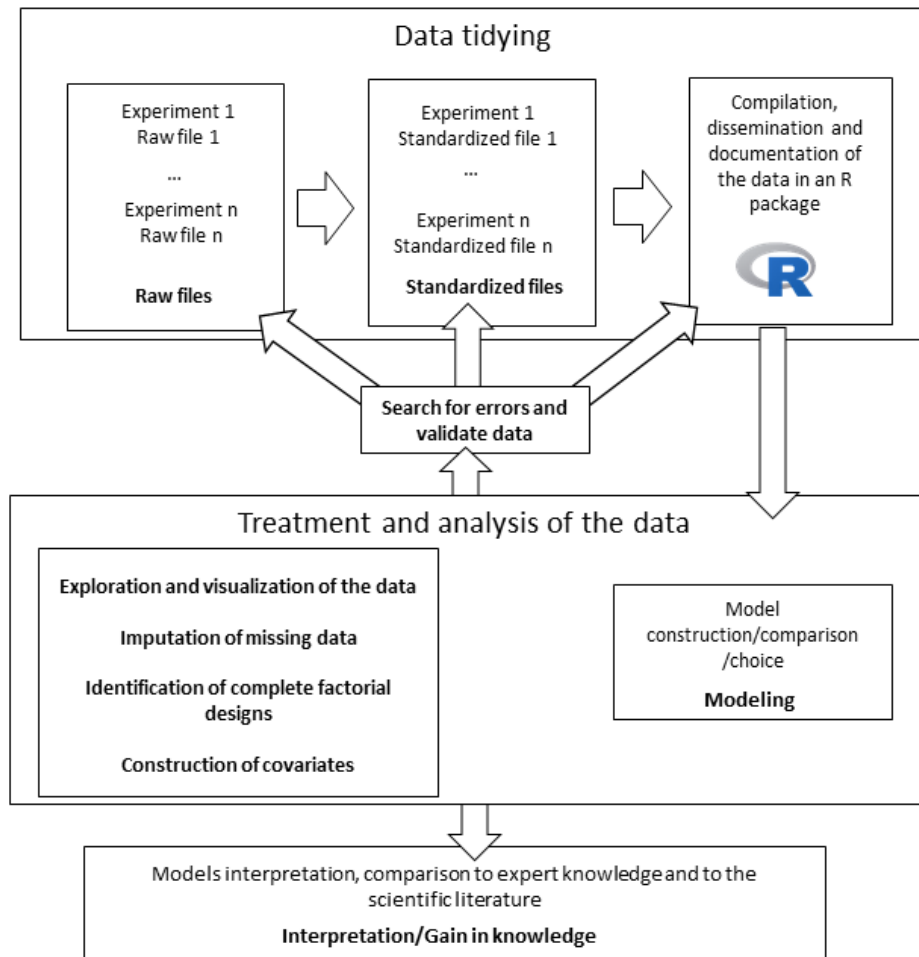 Data tidying
Experiment 1
Raw file 1
...
Experiment n
Raw file n
Raw files
Experiment 1
Standardized file 1
...
Experiment n
Standardized file n
Standardized files
Compilation,
dissemination and
documentation of
the data in an R
package
R
Search for errors and
validate data
Treatment and analysis of the data
Exploration and visualization of the data
Imputation of missing data
Identification of complete factorial
designs
Construction of covariates
Model
construction/comparison
/choice
Modeling
Models interpretation, comparison to expert knowledge and to the
scientific literature
Interpretation/Gain in knowledge